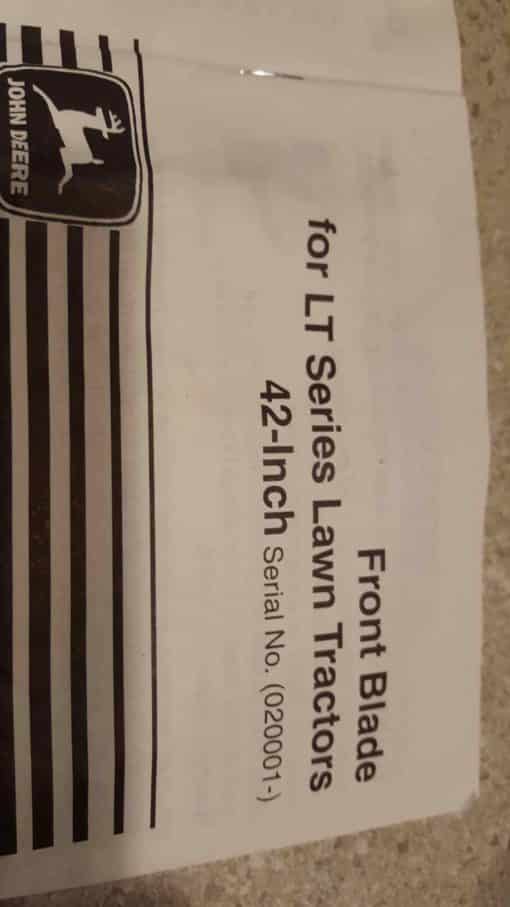 Front Blade
for LT Series Lawn Tractors
42-Inch Serial No. (020001-)
JOHN DEERE